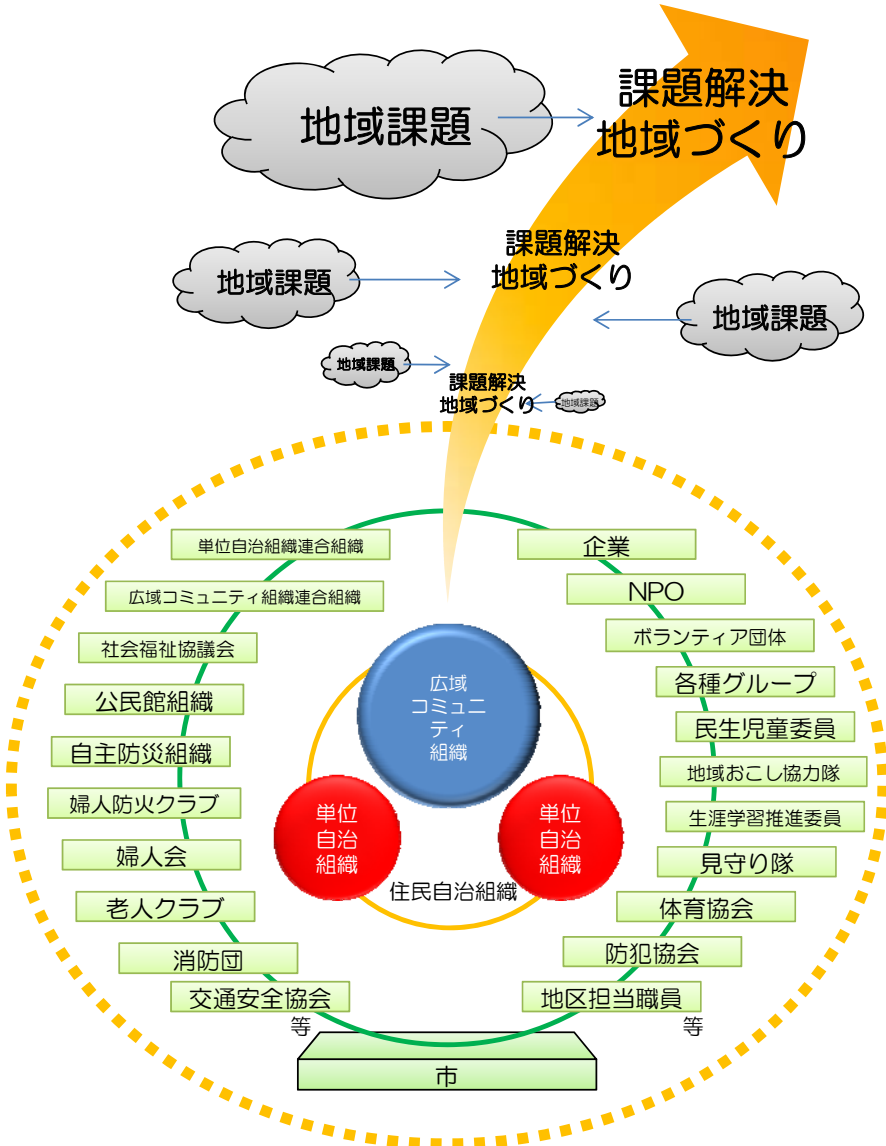 課題解決
地域づくり
地域課題
課題解決
地域づくり
地域課題
地域課題
地域課題
課題解決
地域づくり
地域課題
単位自治組織連合組織
広域コミュニティ組織連合組織
社会福祉協議会
公民館組織
自主防災組織
婦人防火クラブ
婦人会
老人クラブ
消防団
交通安全協会
等
企業
NPO
ボランティア団体
各種グループ
民生児童委員
地域おこし協力隊
生涯学習推進委員
見守り隊
体育協会
防犯協会
地区担当職員
等
広域
コミュニ
ティ
組織
単位
自治
組織
単位
自治
組織
住民自治組織
市